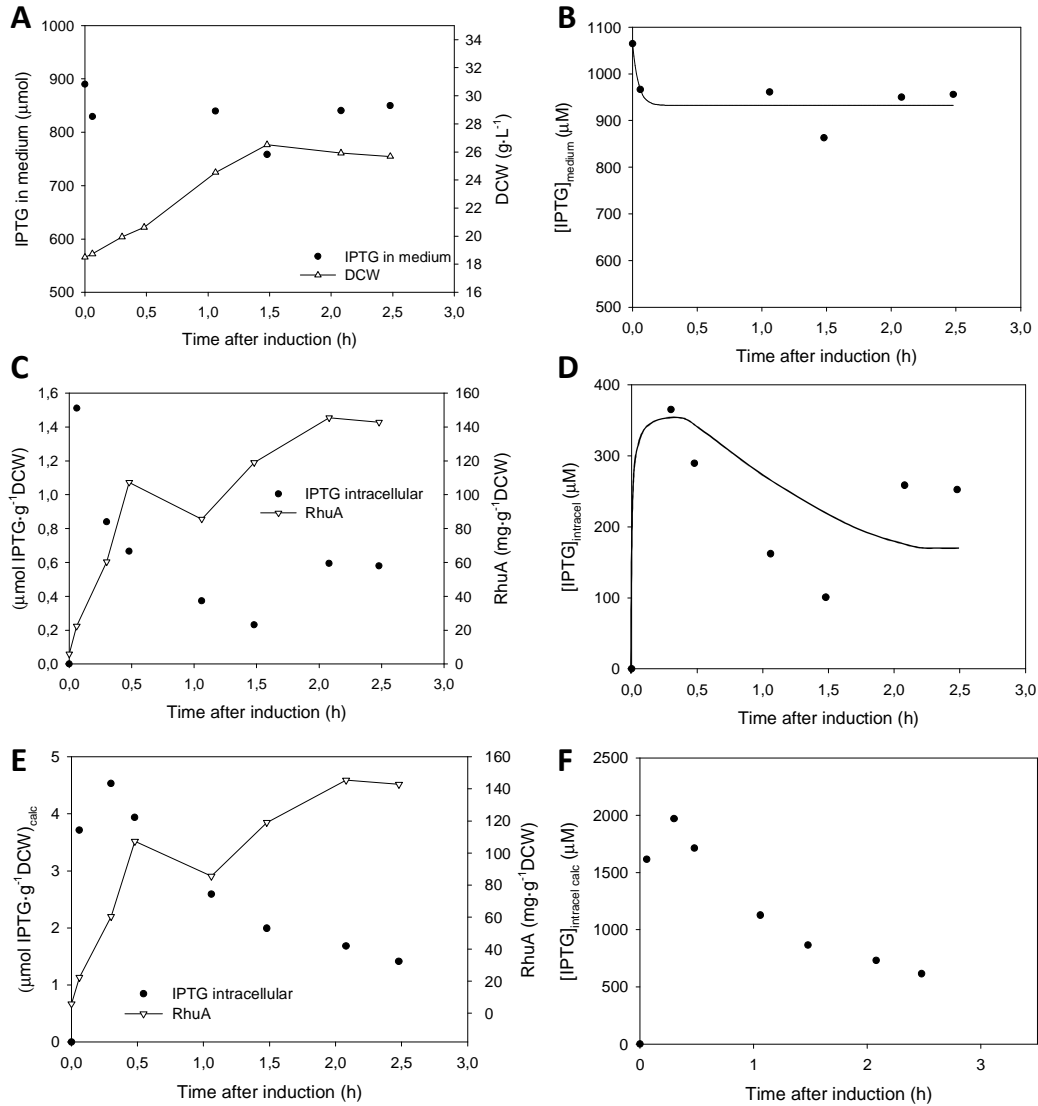 A
IPTG in medium (μmol)
1000
900
800
700
600
500
34
32
30
28
26
24
22
20
18
16
DCW (g·L⁻¹)
IPTG in medium
DCW
0,0 0,5 1,0 1,5 2,0 2,5 3,0
Time after induction (h)
B
[IPTG]medium (μM)
1100
1000
900
800
700
600
500
0,0 0,5 1,0 1,5 2,0 2,5 3,0
Time after induction (h)
C
(μmol IPTG·g⁻¹DCW)
1,6
1,4
1,2
1,0
0,8
0,6
0,4
0,2
0,0
160
140
120
100
80
60
40
20
0
RhuA (mg·g⁻¹DCW)
IPTG intracellular
RhuA
0,0 0,5 1,0 1,5 2,0 2,5 3,0
Time after induction (h)
D
[IPTG]intracel (μM)
400
300
200
100
0
0,0 0,5 1,0 1,5 2,0 2,5 3,0
Time after induction (h)
E
(μmol IPTG·g⁻¹DCW)calc
5
4
3
2
1
0
160
140
120
100
80
60
40
20
0
RhuA (mg·g⁻¹DCW)
IPTG intracellular
RhuA
0,0 0,5 1,0 1,5 2,0 2,5 3,0
Time after induction (h)
F
[IPTG]intracel calc (μM)
2500
2000
1500
1000
500
0
0 1 2 3
Time after induction (h)